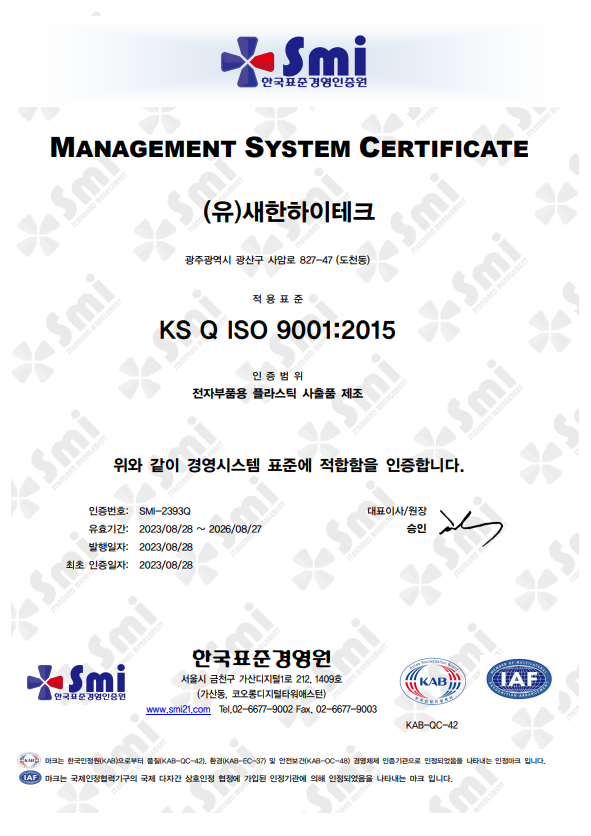 Smi
한국표준경영인증원
MANAGEMENT SYSTEM CERTIFICATE
(유)새한하이테크
광주광역시 광산구 사암로 827-47 (도천동)
적 용 표 준
KS Q ISO 9001:2015
인 증 범 위
전자부품용 플라스틱 사출품 제조
위와 같이 경영시스템 표준에 적합함을 인증합니다.
인증번호: SMI-2393Q
유효기간: 2023/08/28 ~ 2026/08/27
발행일자: 2023/08/28
최초 인증일자: 2023/08/28
대표이사/원장
승인
Smi
한국표준경영인증원
한국표준경영원
서울시 금천구 가산디지털1로 212, 1409호
(가산동, 코오롱디지털타워애스턴)
www.smi21.com Tel.02-6677-9002 Fax. 02-6677-9003
KAB
IAF
KAB-QC-42
마크는 한국인정원(KAB)으로부터 품질(KAB-QC-42), 환경(KAB-EC-37) 및 안전보건(KAB-OC-48) 경영체제 인증기관으로 인정되었음을 나타내는 인정마크 입니다.
IAF 마크는 국제인정협력기구의 국제 다자간 상호인정 협정에 가입된 인정기관에 의해 인정되었음을 나타내는 마크 입니다.